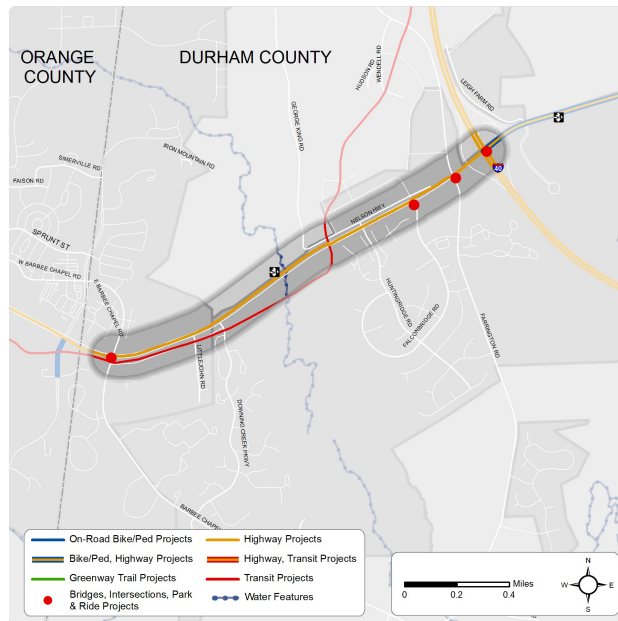 ORANGE
COUNTY
DURHAM COUNTY
HUDSON RD
WENDELL RD
LEIGH FARM RD
GEORGE KING RD
IRON MOUNTAIN RD
SIMERVILLE RD
FAISON RD
40
NELSON HWY
SPRUNT ST
W BARBEE CHAPEL RD
E BARBEE CHAPEL RD
HUNTINGRIDGE RD
FALCONBRIDGE RD
FARRINGTON RD
LITTLEJOHN RD
DOWNING CREEK PKWY
BARBEE CHAPE
On-Road Bike/Ped Projects
Highway Projects
Bike/Ped, Highway Projects
Highway, Transit Projects
Greenway Trail Projects
Transit Projects
Bridges, Intersections, Park
& Ride Projects
Water Features
Miles
0 0.2 0.4
N
W E
S